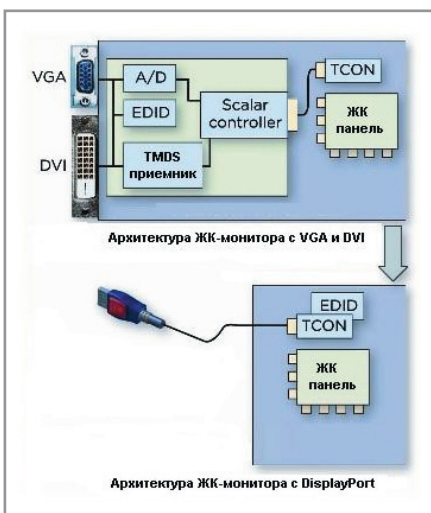 VGA
A/D
TCON
EDID
Scalar
controller
ЖК
панель
DVI
TMDS
приемник
Архитектура ЖК-монитора с VGA и DVI
EDID
TCON
ЖК
панель
Архитектура ЖК-монитора с DisplayPort